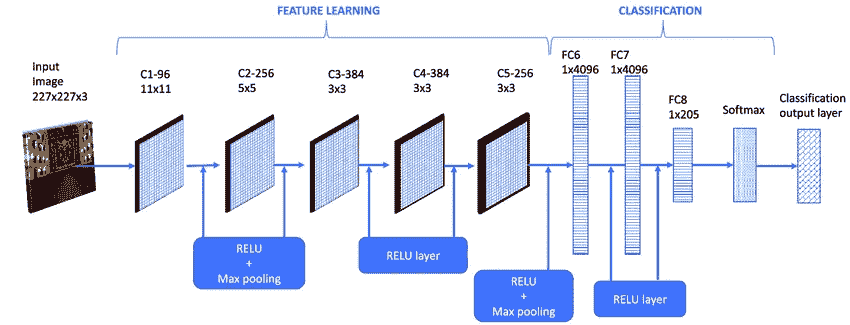 FEATURE LEARNING
CLASSIFICATION
input
image
227x227x3
C1-96
11x11
C2-256
5x5
C3-384
3x3
C4-384
3x3
C5-256
3x3
FC6
1x4096
FC7
1x4096
FC8
1x205
Softmax
Classification
output layer
RELU
+
Max pooling
RELU layer
RELU
+
Max pooling
RELU layer